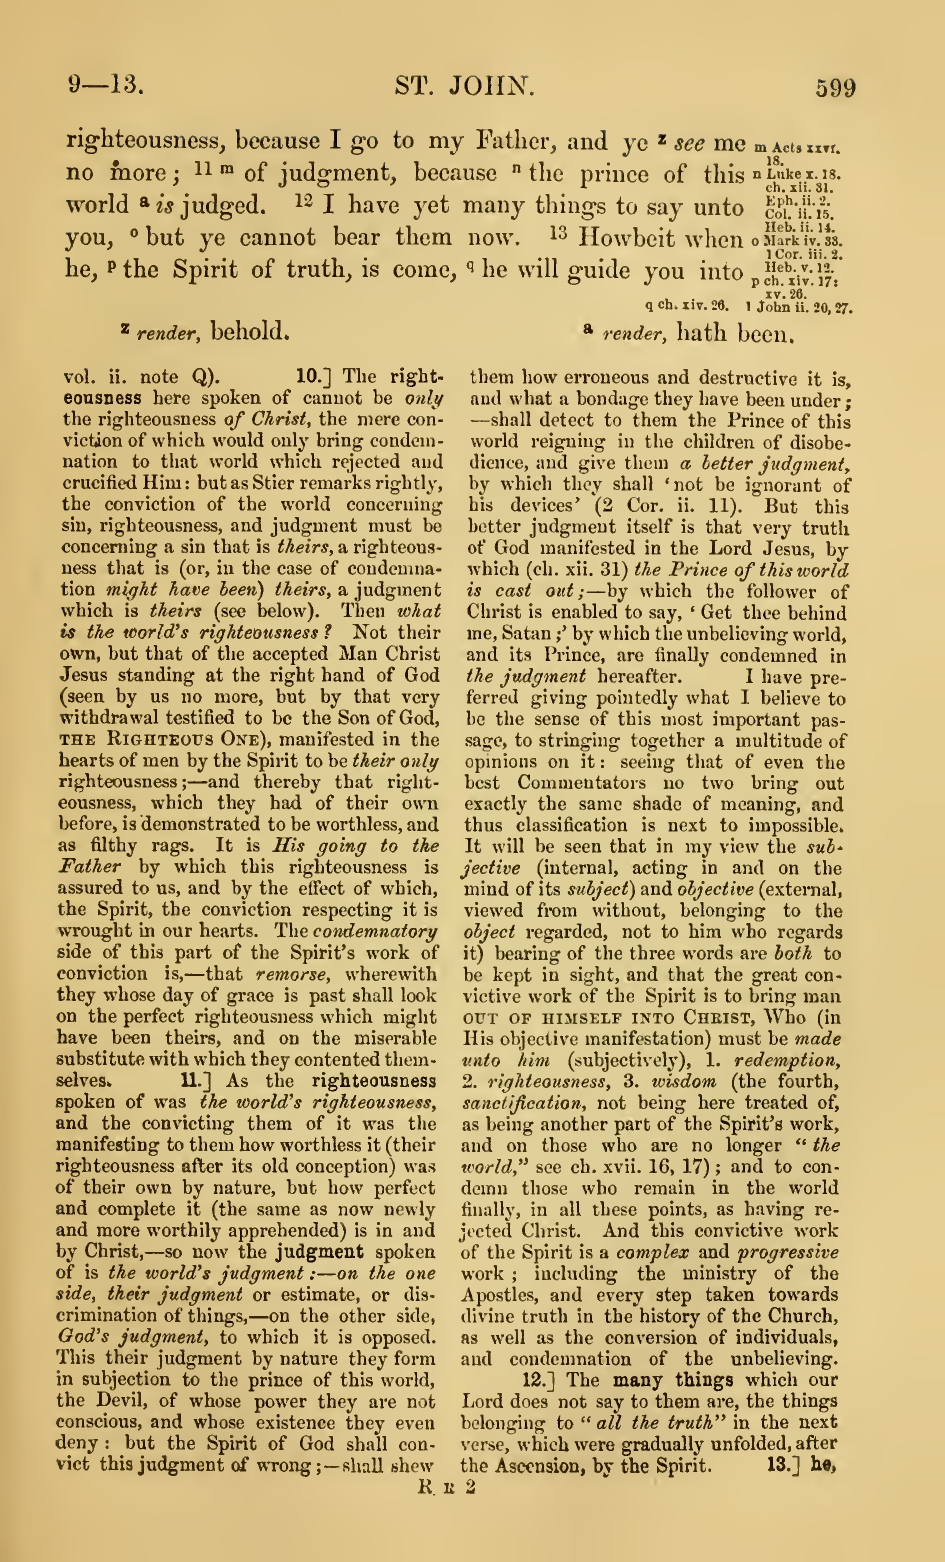 9—13. ST. JOHN. 599
righteousness, because I go to my Father, and ye z see me
no more; 11 m of judgment, because n the prince of this
world a is judged. 12 I have yet many things to say unto
you, o but ye cannot bear them now. 13 Howbeit when
he, p the Spirit of truth, is come, q he will guide you into
m Acts xxvi.
18.
n Luke x. 18.
ch. xii. 31.
Eph. ii. 2.
Col. ii. 15.
Heb. ii. 14.
o Mark iv. 33.
1 Cor. iii. 2.
Heb. v. 12.
p ch. xiv. 17:
xv. 26.
q ch. xiv. 26. 1 John ii. 20, 27.
z render, behold. a render, hath been.
vol. ii. note Q). 10.] The right-
eousness here spoken of cannot be only
the righteousness of Christ, the mere con-
viction of which would only bring condem-
nation to that world which rejected and
crucified Him: but as Stier remarks rightly,
the conviction of the world concerning
sin, righteousness, and judgment must be
concerning a sin that is theirs, a righteous-
ness that is (or, in the case of condemna-
tion might have been) theirs, a judgment
which is theirs (see below). Then what
is the world's righteousness? Not their
own, but that of the accepted Man Christ
Jesus standing at the right hand of God
(seen by us no more, but by that very
withdrawal testified to be the Son of God,
THE RIGHTEOUS ONE), manifested in the
hearts of men by the Spirit to be their only
righteousness;—and thereby that right-
eousness, which they had of their own
before, is demonstrated to be worthless, and
as filthy rags. It is His going to the
Father by which this righteousness is
assured to us, and by the effect of which,
the Spirit, the conviction respecting it is
wrought in our hearts. The condemnatory
side of this part of the Spirit's work of
conviction is,—that remorse, wherewith
they whose day of grace is past shall look
on the perfect righteousness which might
have been theirs, and on the miserable
substitute with which they contented them-
selves. 11.] As the righteousness
spoken of was the world's righteousness,
and the convicting them of it was the
manifesting to them how worthless it (their
righteousness after its old conception) was
of their own by nature, but how perfect
and complete it (the same as now newly
and more worthily apprehended) is in and
by Christ,—so now the judgment spoken
of is the world's judgment:—on the one
side, their judgment or estimate, or dis-
crimination of things,—on the other side,
God's judgment, to which it is opposed.
This their judgment by nature they form
in subjection to the prince of this world,
the Devil, of whose power they are not
conscious, and whose existence they even
deny: but the Spirit of God shall con-
vict this judgment of wrong;—shall shew
them how erroneous and destructive it is,
and what a bondage they have been under;
—shall detect to them the Prince of this
world reigning in the children of disobe-
dience, and give them a better judgment,
by which they shall 'not be ignorant of
his devices' (2 Cor. ii. 11). But this
better judgment itself is that very truth
of God manifested in the Lord Jesus, by
which (ch. xii. 31) the Prince of this world
is cast out;—by which the follower of
Christ is enabled to say, 'Get thee behind
me, Satan;' by which the unbelieving world,
and its Prince, are finally condemned in
the judgment hereafter. I have pre-
ferred giving pointedly what I believe to
be the sense of this most important pas-
sage, to stringing together a multitude of
opinions on it: seeing that of even the
best Commentators no two bring out
exactly the same shade of meaning, and
thus classification is next to impossible.
It will be seen that in my view the sub-
jective (internal, acting in and on the
mind of its subject) and objective (external,
viewed from without, belonging to the
object regarded, not to him who regards
it) bearing of the three words are both to
be kept in sight, and that the great con-
victive work of the Spirit is to bring man
OUT OF HIMSELF INTO CHRIST, Who (in
His objective manifestation) must be made
unto him (subjectively), 1. redemption,
2. righteousness, 3. wisdom (the fourth,
sanctification, not being here treated of,
as being another part of the Spirit's work,
and on those who are no longer "the
world," see ch. xvii. 16, 17); and to con-
demn those who remain in the world
finally, in all these points, as having re-
jected Christ. And this convictive work
of the Spirit is a complex and progressive
work; including the ministry of the
Apostles, and every step taken towards
divine truth in the history of the Church,
as well as the conversion of individuals,
and condemnation of the unbelieving.
12.] The many things which our
Lord does not say to them are, the things
belonging to "all the truth" in the next
verse, which were gradually unfolded, after
the Ascension, by the Spirit. 13.] he,
R R 2